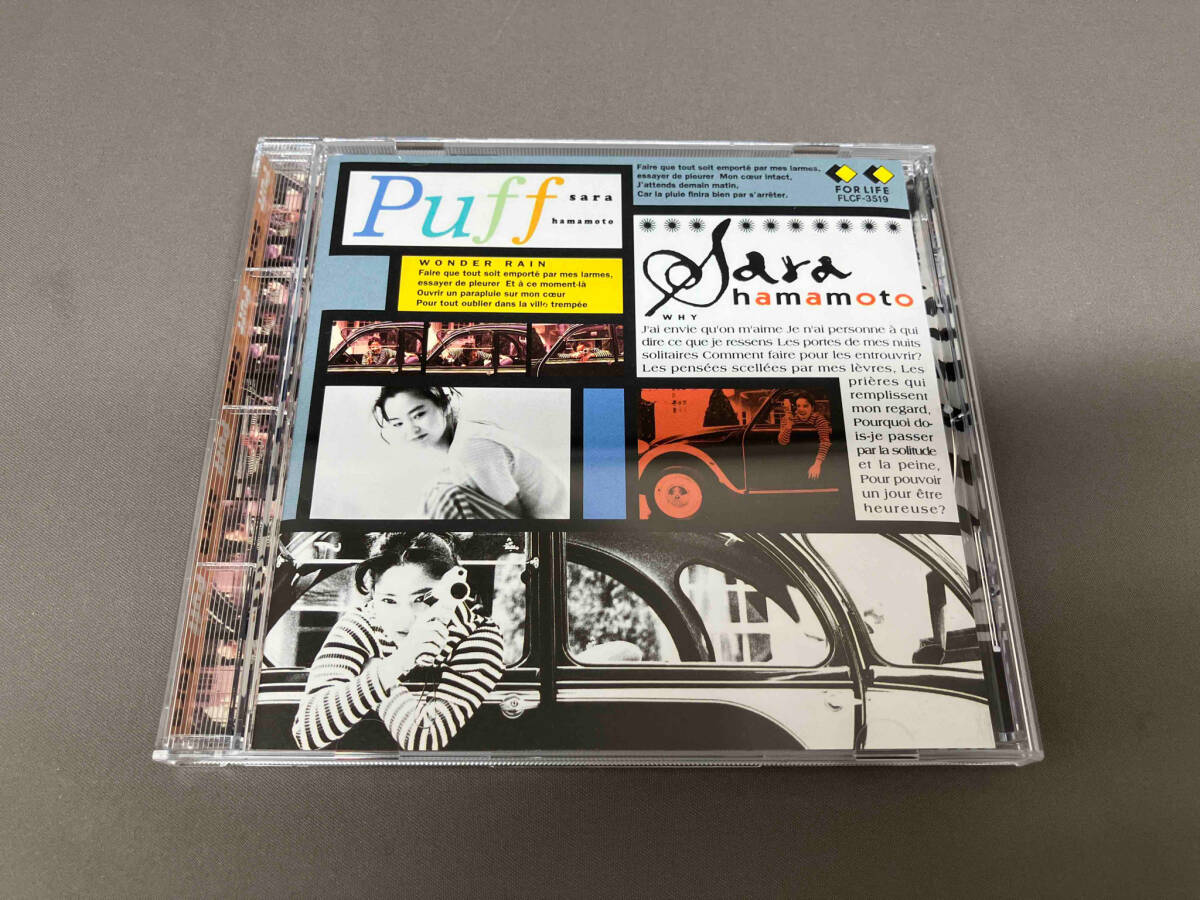 Puff
sara
hamamoto
WONDER RAIN
Faire que tout soit emporté par mes larmes,
essayer de pleurer Et à ce moment-là
Ouvrir un parapluie sur mon cœur
Pour tout oublier dans la ville trempée
Faire que tout soit emporté par mes larmes,
essayer de pleurer Mon cœur intact,
J'attends demain matin,
Car la pluie finira bien par s'arrêter.
FOR LIFE
FLCF-3519
Sara
hamamoto
WHY
J'ai envie qu'on m'aime Je n'ai personne à qui
dire ce que je ressens Les portes de mes nuits
solitaires Comment faire pour les entrouvrir?
Les pensées scellées par mes lèvres, Les
prières qui
remplissent
mon regard,
Pourquoi do-
is-je passer
par la solitude
et la peine,
Pour pouvoir
un jour être
heureuse?